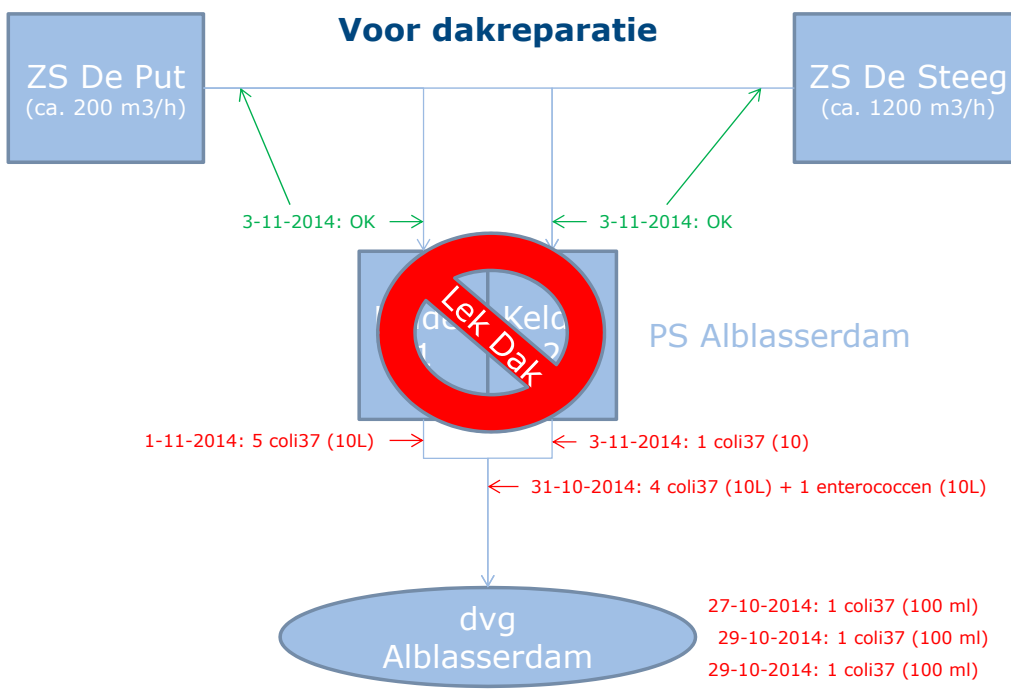 Voor dakreparatie
ZS De Put
(ca. 200 m3/h)
ZS De Steeg
(ca. 1200 m3/h)
3-11-2014: OK
3-11-2014: OK
Lek Dak
1
2
PS Alblasserdam
1-11-2014: 5 coli37 (10L)
3-11-2014: 1 coli37 (10)
31-10-2014: 4 coli37 (10L) + 1 enterococcen (10L)
dvg
Alblasserdam
27-10-2014: 1 coli37 (100 ml)
29-10-2014: 1 coli37 (100 ml)
29-10-2014: 1 coli37 (100 ml)